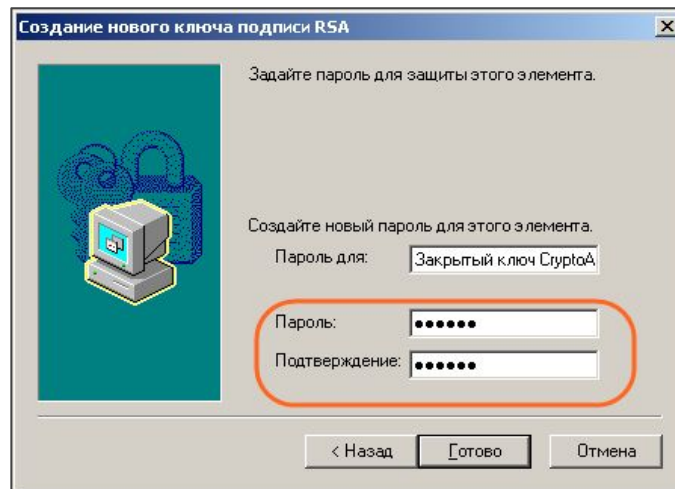 Создание нового ключа подписи RSA
Задайте пароль для защиты этого элемента.
Создайте новый пароль для этого элемента.
Пароль для: Закрытый ключ CryptoA
Пароль: ●●●●●●
Подтверждение: ●●●●●●
< Назад Готово Отмена